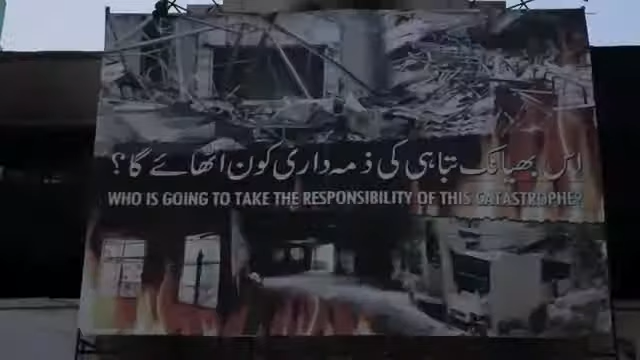 اس بھیانک تباہی کی ذمہ داری کون اٹھائے گا؟
WHO IS GOING TO TAKE THE RESPONSIBILITY OF THIS CATASTROPHE?